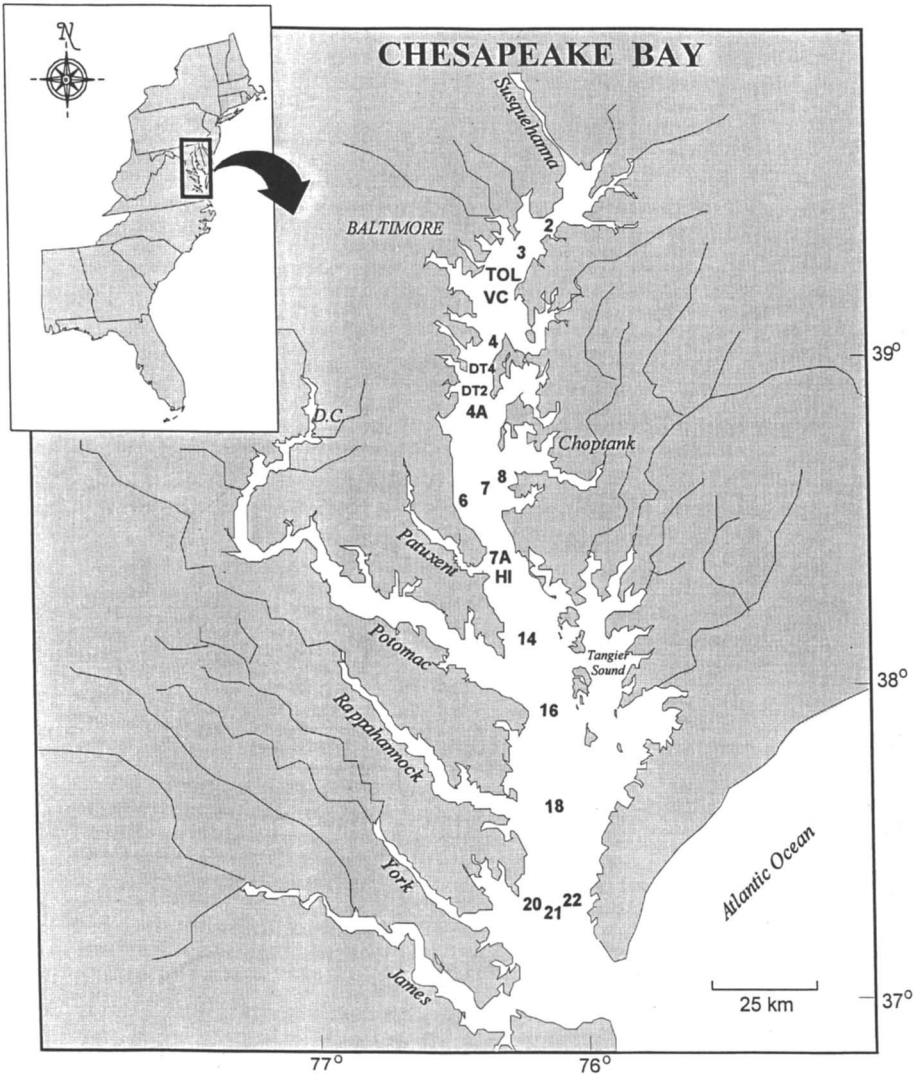 N
CHESAPEAKE BAY
Susquehanna
BALTIMORE
2
3
TOL
VC
4
39°
DT4
DT2
4A
D.C
Choptank
8
7
6
Patuxent
7A
HI
14
Potomac
Tangier
Sound
38°
16
Rappahannock
18
Atlantic Ocean
York
20
21
22
James
25 km
37°
77°
76°